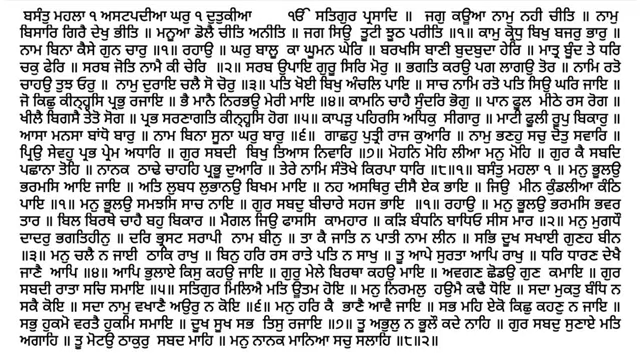 ਬਸੰਤੁ ਮਹਲਾ ੧ ਅਸਟਪਦੀਆ ਘਰੁ ੧ ਦੁਤੁਕੀਆ ੴ ਸਤਿਗੁਰ ਪ੍ਰਸਾਦਿ ॥ ਜਗੁ ਕਊਆ ਨਾਮੁ ਨਹੀ ਚੀਤਿ ॥ ਨਾਮੁ
ਬਿਸਾਰਿ ਗਿਰੈ ਦੇਖੁ ਭੀਤਿ ॥ ਮਨੂਆ ਡੋਲੈ ਚੀਤਿ ਅਨੀਤਿ ॥ ਜਗ ਸਿਉ ਤੂਟੀ ਝੂਠ ਪਰੀਤਿ ॥੧॥ ਕਾਮੁ ਕ੍ਰੋਧੁ ਬਿਖੁ ਬਜਰੁ ਭਾਰੁ ॥
ਨਾਮ ਬਿਨਾ ਕੈਸੇ ਗੁਨ ਚਾਰੁ ॥੧॥ ਰਹਾਉ ॥ ਘਰੁ ਬਾਲੂ ਕਾ ਘੂਮਨ ਘੇਰਿ ॥ ਬਰਖਸਿ ਬਾਣੀ ਬੁਦਬੁਦਾ ਹੇਰਿ ॥ ਮਾਤ੍ਰ ਬੂੰਦ ਤੇ ਧਰਿ
ਚਕੁ ਫੇਰਿ ॥ ਸਰਬ ਜੋਤਿ ਨਾਮੈ ਕੀ ਚੇਰਿ ॥੨॥ ਸਰਬ ਉਪਾਇ ਗੁਰੂ ਸਿਰਿ ਮੋਰੁ ॥ ਭਗਤਿ ਕਰਉ ਪਗ ਲਾਗਉ ਤੋਰ ॥ ਨਾਮਿ ਰਤੋ
ਚਾਹਉ ਤੁਝ ਓਰੁ ॥ ਨਾਮੁ ਦੁਰਾਇ ਚਲੈ ਸੋ ਚੋਰੁ ॥੩॥ ਪਤਿ ਖੋਈ ਬਿਖੁ ਅੰਚਲਿ ਪਾਇ ॥ ਸਾਚ ਨਾਮਿ ਰਤੋ ਪਤਿ ਸਿਉ ਘਰਿ ਜਾਇ ॥
ਜੋ ਕਿਛੁ ਕੀਨ੍ਹ੍ਹਸਿ ਪ੍ਰਭੁ ਰਜਾਇ ॥ ਭੈ ਮਾਨੈ ਨਿਰਭਉ ਮੇਰੀ ਮਾਇ ॥੪॥ ਕਾਮਨਿ ਚਾਹੈ ਸੁੰਦਰਿ ਭੋਗੁ ॥ ਪਾਨ ਫੂਲ ਮੀਠੇ ਰਸ ਰੋਗ ॥
ਖੀਲੈ ਬਿਗਸੈ ਤੇਤੋ ਸੋਗ ॥ ਪ੍ਰਭ ਸਰਣਾਗਤਿ ਕੀਨ੍ਹ੍ਹਸਿ ਹੋਗ ॥੫॥ ਕਾਪੜੁ ਪਹਿਰਸਿ ਅਧਿਕੁ ਸੀਗਾਰੁ ॥ ਮਾਟੀ ਫੂਲੀ ਰੂਪੁ ਬਿਕਾਰੁ ॥
ਆਸਾ ਮਨਸਾ ਬਾਂਧੋ ਬਾਰੁ ॥ ਨਾਮ ਬਿਨਾ ਸੂਨਾ ਘਰੁ ਬਾਰੁ ॥੬॥ ਗਾਛਹੁ ਪੁਤ੍ਰੀ ਰਾਜ ਕੁਆਰਿ ॥ ਨਾਮੁ ਭਣਹੁ ਸਚੁ ਦੋਤੁ ਸਵਾਰਿ ॥
ਪ੍ਰਿਉ ਸੇਵਹੁ ਪ੍ਰਭ ਪ੍ਰੇਮ ਅਧਾਰਿ ॥ ਗੁਰ ਸਬਦੀ ਬਿਖੁ ਤਿਆਸ ਨਿਵਾਰਿ ॥੭॥ ਮੋਹਨਿ ਮੋਹਿ ਲੀਆ ਮਨੁ ਮੋਹਿ ॥ ਗੁਰ ਕੈ ਸਬਦਿ
ਪਛਾਨਾ ਤੋਹਿ ॥ ਨਾਨਕ ਠਾਢੇ ਚਾਹਹਿ ਪ੍ਰਭੂ ਦੁਆਰਿ ॥ ਤੇਰੇ ਨਾਮਿ ਸੰਤੋਖੇ ਕਿਰਪਾ ਧਾਰਿ ॥੮॥੧॥ ਬਸੰਤੁ ਮਹਲਾ ੧ ॥ ਮਨੁ ਭੂਲਉ
ਭਰਮਸਿ ਆਇ ਜਾਇ ॥ ਅਤਿ ਲੁਬਧ ਲੁਭਾਨਉ ਬਿਖਮ ਮਾਇ ॥ ਨਹ ਅਸਥਿਰੁ ਦੀਸੈ ਏਕ ਭਾਇ ॥ ਜਿਉ ਮੀਨ ਕੁੰਡਲੀਆ ਕੰਠਿ
ਪਾਇ ॥੧॥ ਮਨੁ ਭੂਲਉ ਸਮਝਸਿ ਸਾਚ ਨਾਇ ॥ ਗੁਰ ਸਬਦੁ ਬੀਚਾਰੇ ਸਹਜ ਭਾਇ ॥੧॥ ਰਹਾਉ ॥ ਮਨੁ ਭੂਲਉ ਭਰਮਸਿ ਭਵਰ
ਤਾਰ ॥ ਬਿਲ ਬਿਰਥੇ ਚਾਹੈ ਬਹੁ ਬਿਕਾਰ ॥ ਮੈਗਲ ਜਿਉ ਫਾਸਸਿ ਕਾਮਹਾਰ ॥ ਕੜਿ ਬੰਧਨਿ ਬਾਧਿਓ ਸੀਸ ਮਾਰ ॥੨॥ ਮਨੁ ਮੁਗਧੌ
ਦਾਦਰੁ ਭਗਤਿਹੀਨੁ ॥ ਦਰਿ ਭ੍ਰਸਟ ਸਰਾਪੀ ਨਾਮ ਬੀਨੁ ॥ ਤਾ ਕੈ ਜਾਤਿ ਨ ਪਾਤੀ ਨਾਮ ਲੀਨ ॥ ਸਭਿ ਦੂਖ ਸਖਾਈ ਗੁਣਹ ਬੀਨ
॥੩॥ ਮਨੁ ਚਲੈ ਨ ਜਾਈ ਠਾਕਿ ਰਾਖੁ ॥ ਬਿਨੁ ਹਰਿ ਰਸ ਰਾਤੇ ਪਤਿ ਨ ਸਾਖੁ ॥ ਤੂ ਆਪੇ ਸੁਰਤਾ ਆਪਿ ਰਾਖੁ ॥ ਧਰਿ ਧਾਰਣ ਦੇਖੈ
ਜਾਣੈ ਆਪਿ ॥੪॥ ਆਪਿ ਭੁਲਾਏ ਕਿਸੁ ਕਹਉ ਜਾਇ ॥ ਗੁਰੁ ਮੇਲੇ ਬਿਰਥਾ ਕਹਉ ਮਾਇ ॥ ਅਵਗਣ ਛੋਡਉ ਗੁਣ ਕਮਾਇ ॥ ਗੁਰ
ਸਬਦੀ ਰਾਤਾ ਸਚਿ ਸਮਾਇ ॥੫॥ ਸਤਿਗੁਰ ਮਿਲਿਐ ਮਤਿ ਊਤਮ ਹੋਇ ॥ ਮਨੁ ਨਿਰਮਲੁ ਹਉਮੈ ਕਢੈ ਧੋਇ ॥ ਸਦਾ ਮੁਕਤੁ ਬੰਧਿ ਨ
ਸਕੈ ਕੋਇ ॥ ਸਦਾ ਨਾਮੁ ਵਖਾਣੈ ਅਉਰੁ ਨ ਕੋਇ ॥੬॥ ਮਨੁ ਹਰਿ ਕੈ ਭਾਣੈ ਆਵੈ ਜਾਇ ॥ ਸਭ ਮਹਿ ਏਕੋ ਕਿਛੁ ਕਹਣੁ ਨ ਜਾਇ ॥
ਸਭੁ ਹੁਕਮੋ ਵਰਤੈ ਹੁਕਮਿ ਸਮਾਇ ॥ ਦੂਖ ਸੂਖ ਸਭ ਤਿਸੁ ਰਜਾਇ ॥੭॥ ਤੂ ਅਭੁਲੁ ਨ ਭੂਲੌ ਕਦੇ ਨਾਹਿ ॥ ਗੁਰ ਸਬਦੁ ਸੁਣਾਏ ਮਤਿ
ਅਗਾਹਿ ॥ ਤੂ ਮੋਟਉ ਠਾਕੁਰੁ ਸਬਦ ਮਾਹਿ ॥ ਮਨੁ ਨਾਨਕ ਮਾਨਿਆ ਸਚੁ ਸਲਾਹਿ ॥੮॥੨॥